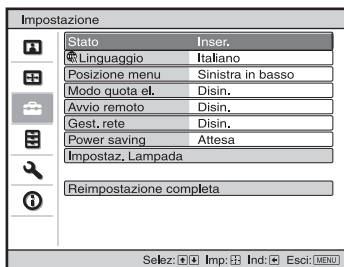 Impostazione
Stato Inser.
Linguaggio Italiano
Posizione menu Sinistra in basso
Modo quota el. Disin.
Avvio remoto Disin.
Gest. rete Disin.
Power saving Attesa
Impostaz. Lampada
Reimpostazione completa
Selez: Imp: Ind: Esci: MENU